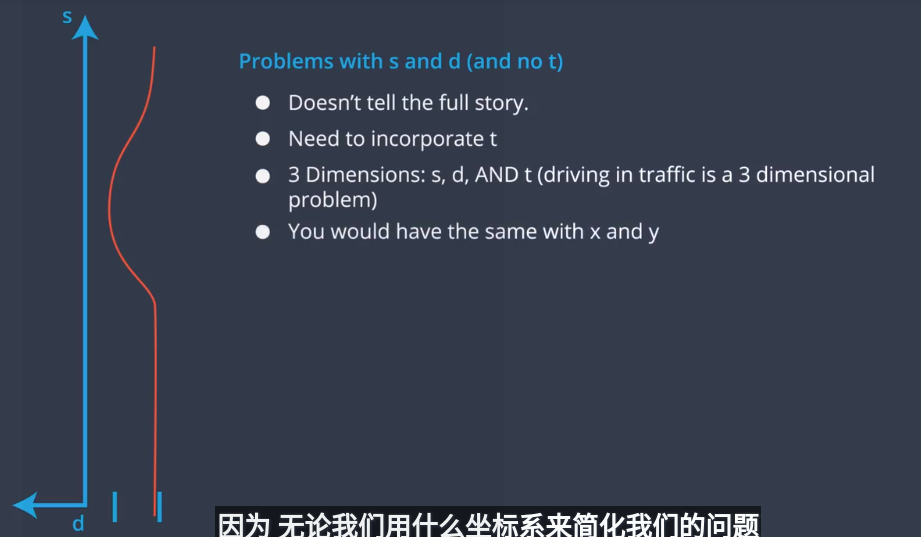 s
Problems with s and d (and no t)
Doesn’t tell the full story.
Need to incorporate t
3 Dimensions: s, d, AND t (driving in traffic is a 3 dimensional
problem)
You would have the same with x and y
d
因为 无论我们用什么坐标系来简化我们的问题